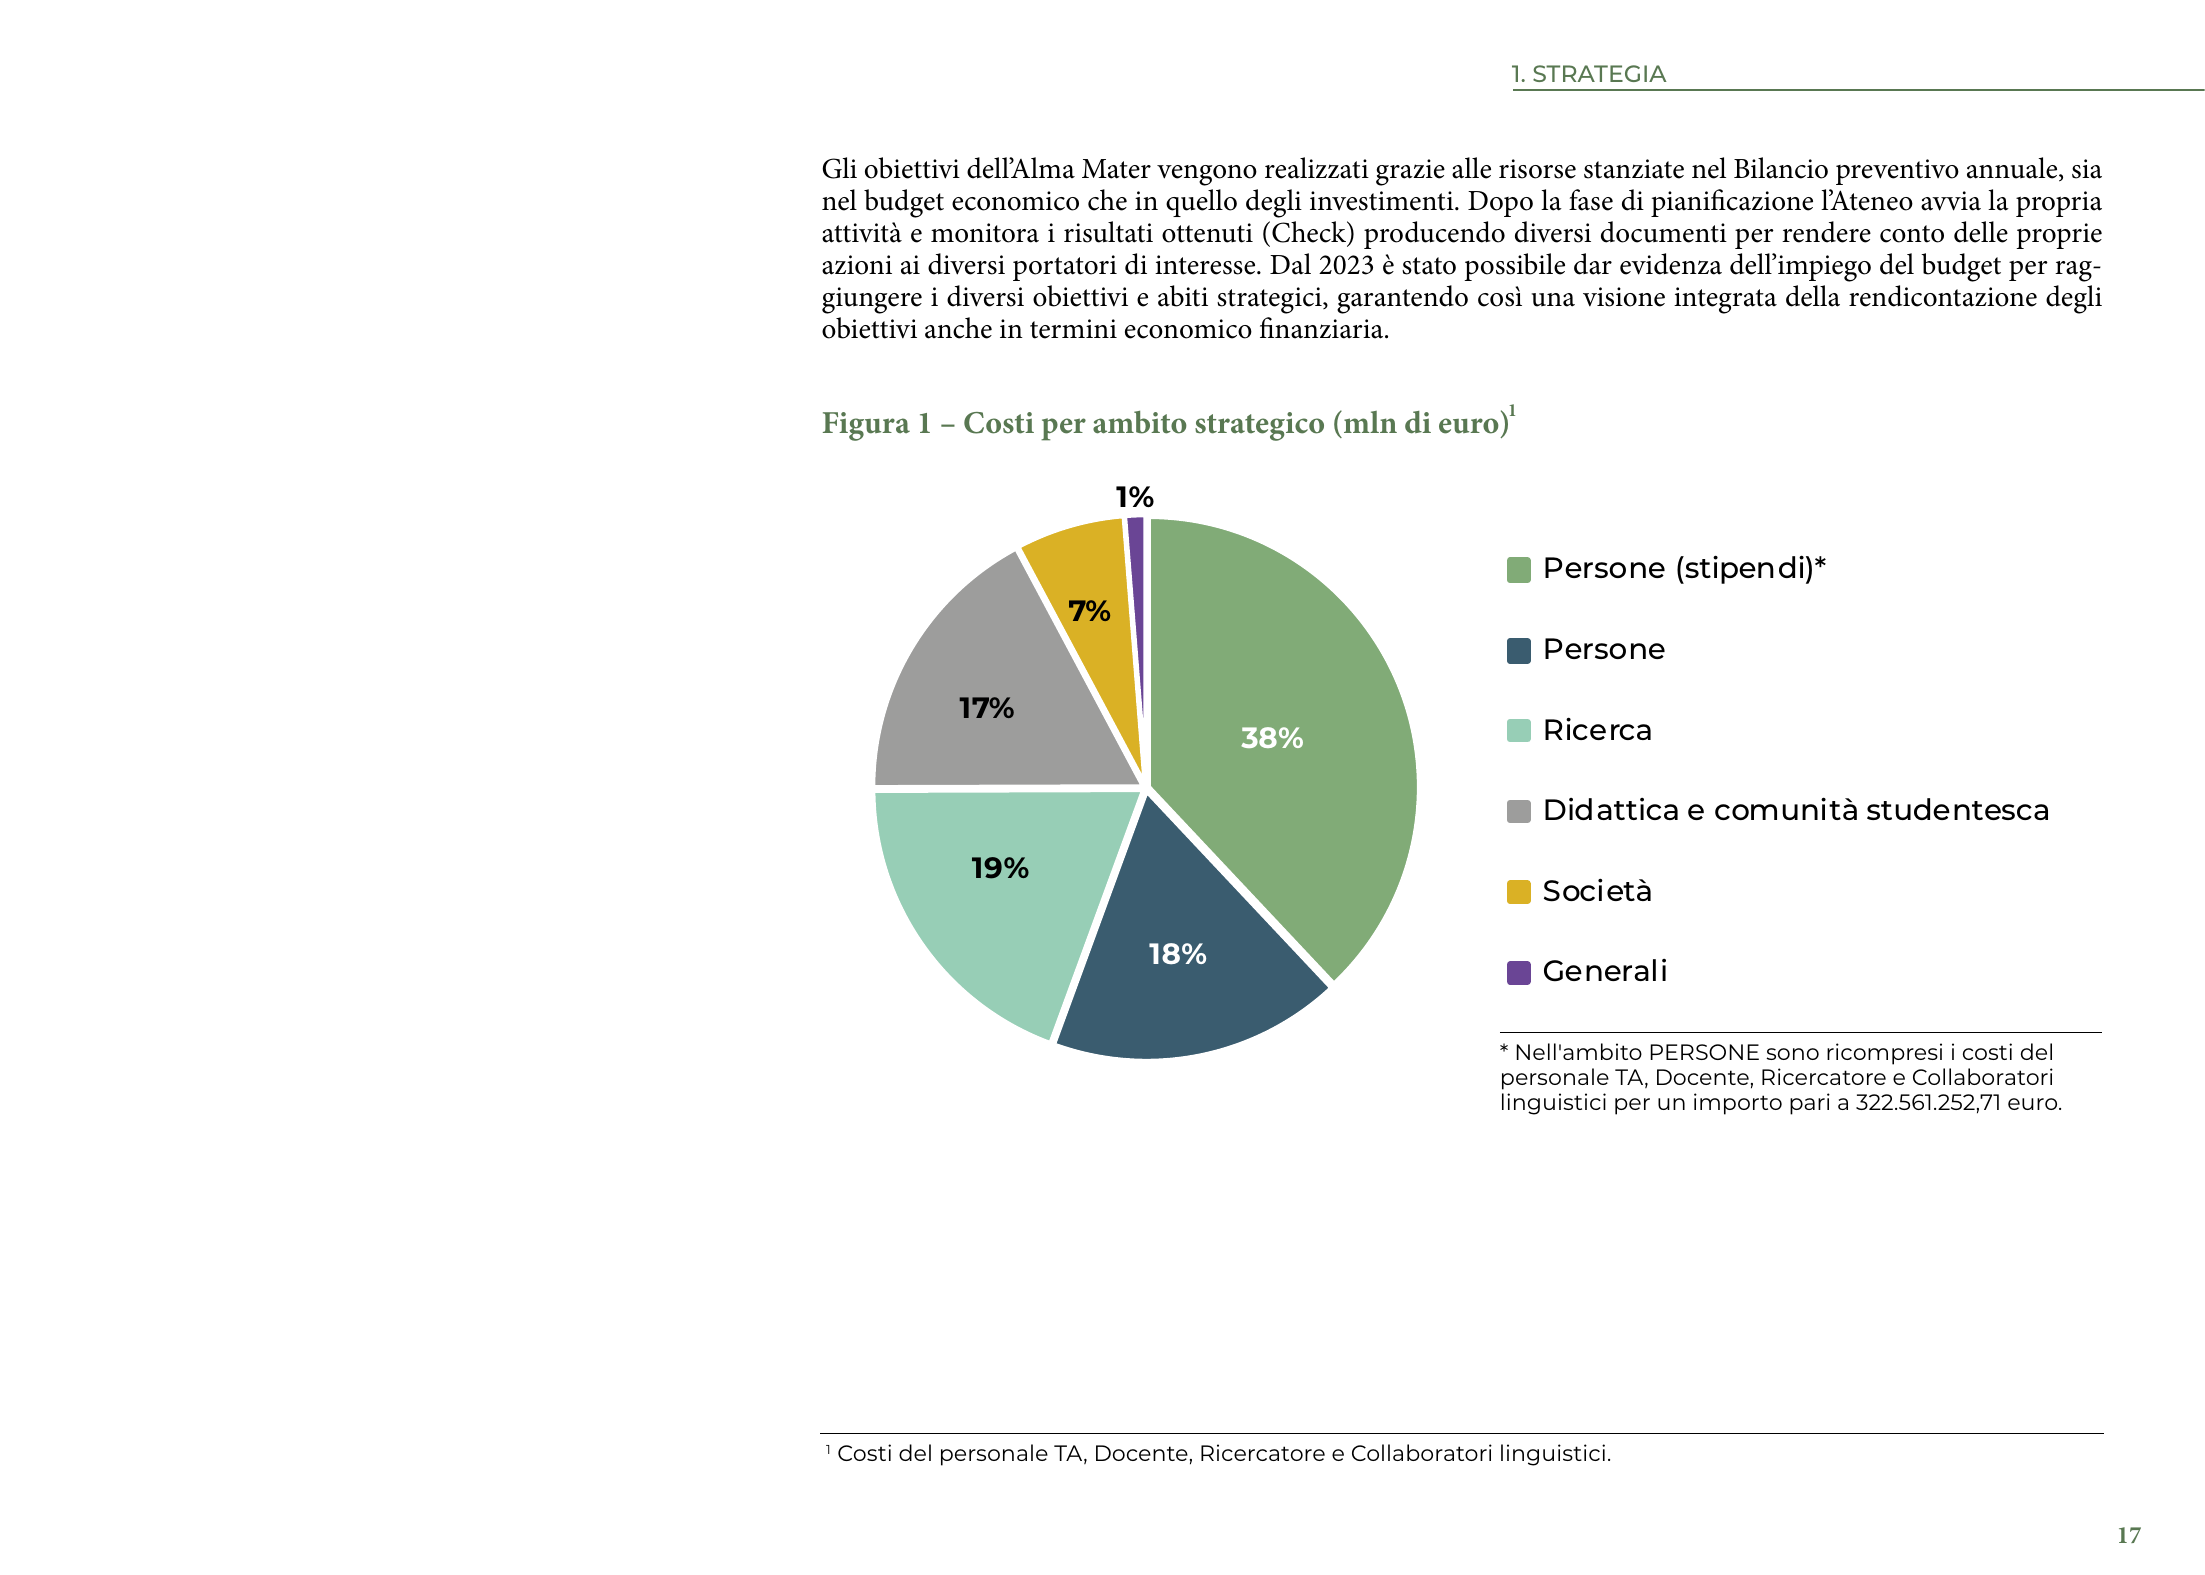 1. STRATEGIA
Gli obiettivi dell’Alma Mater vengono realizzati grazie alle risorse stanziate nel Bilancio preventivo annuale, sia
nel budget economico che in quello degli investimenti. Dopo la fase di pianificazione l’Ateneo avvia la propria
attività e monitora i risultati ottenuti (Check) producendo diversi documenti per rendere conto delle proprie
azioni ai diversi portatori di interesse. Dal 2023 è stato possibile dar evidenza dell’impiego del budget per rag-
giungere i diversi obiettivi e abiti strategici, garantendo così una visione integrata della rendicontazione degli
obiettivi anche in termini economico finanziaria.
Figura 1 – Costi per ambito strategico (mln di euro)¹
1%
7%
17%
38%
19%
18%
Persone (stipendi)*
Persone
Ricerca
Didattica e comunità studentesca
Società
Generali
* Nell'ambito PERSONE sono ricompresi i costi del
personale TA, Docente, Ricercatore e Collaboratori
linguistici per un importo pari a 322.561.252,71 euro.
¹ Costi del personale TA, Docente, Ricercatore e Collaboratori linguistici.
17